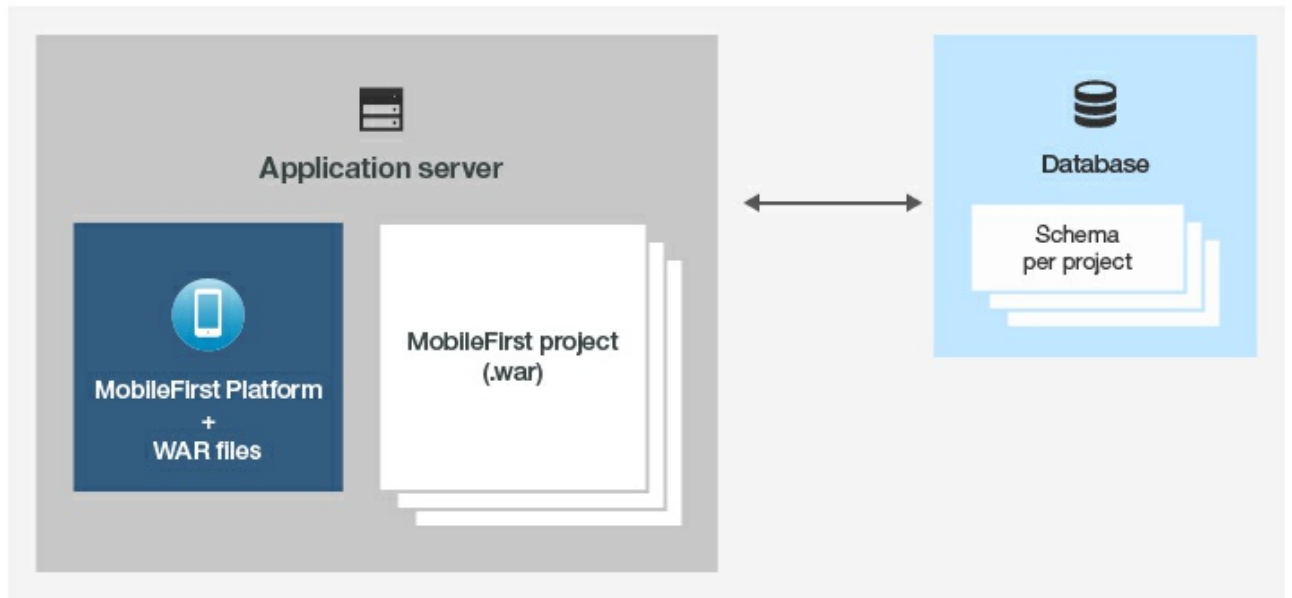 Application server
MobileFirst Platform
+
WAR files
MobileFirst project
(.war)
Database
Schema
per project